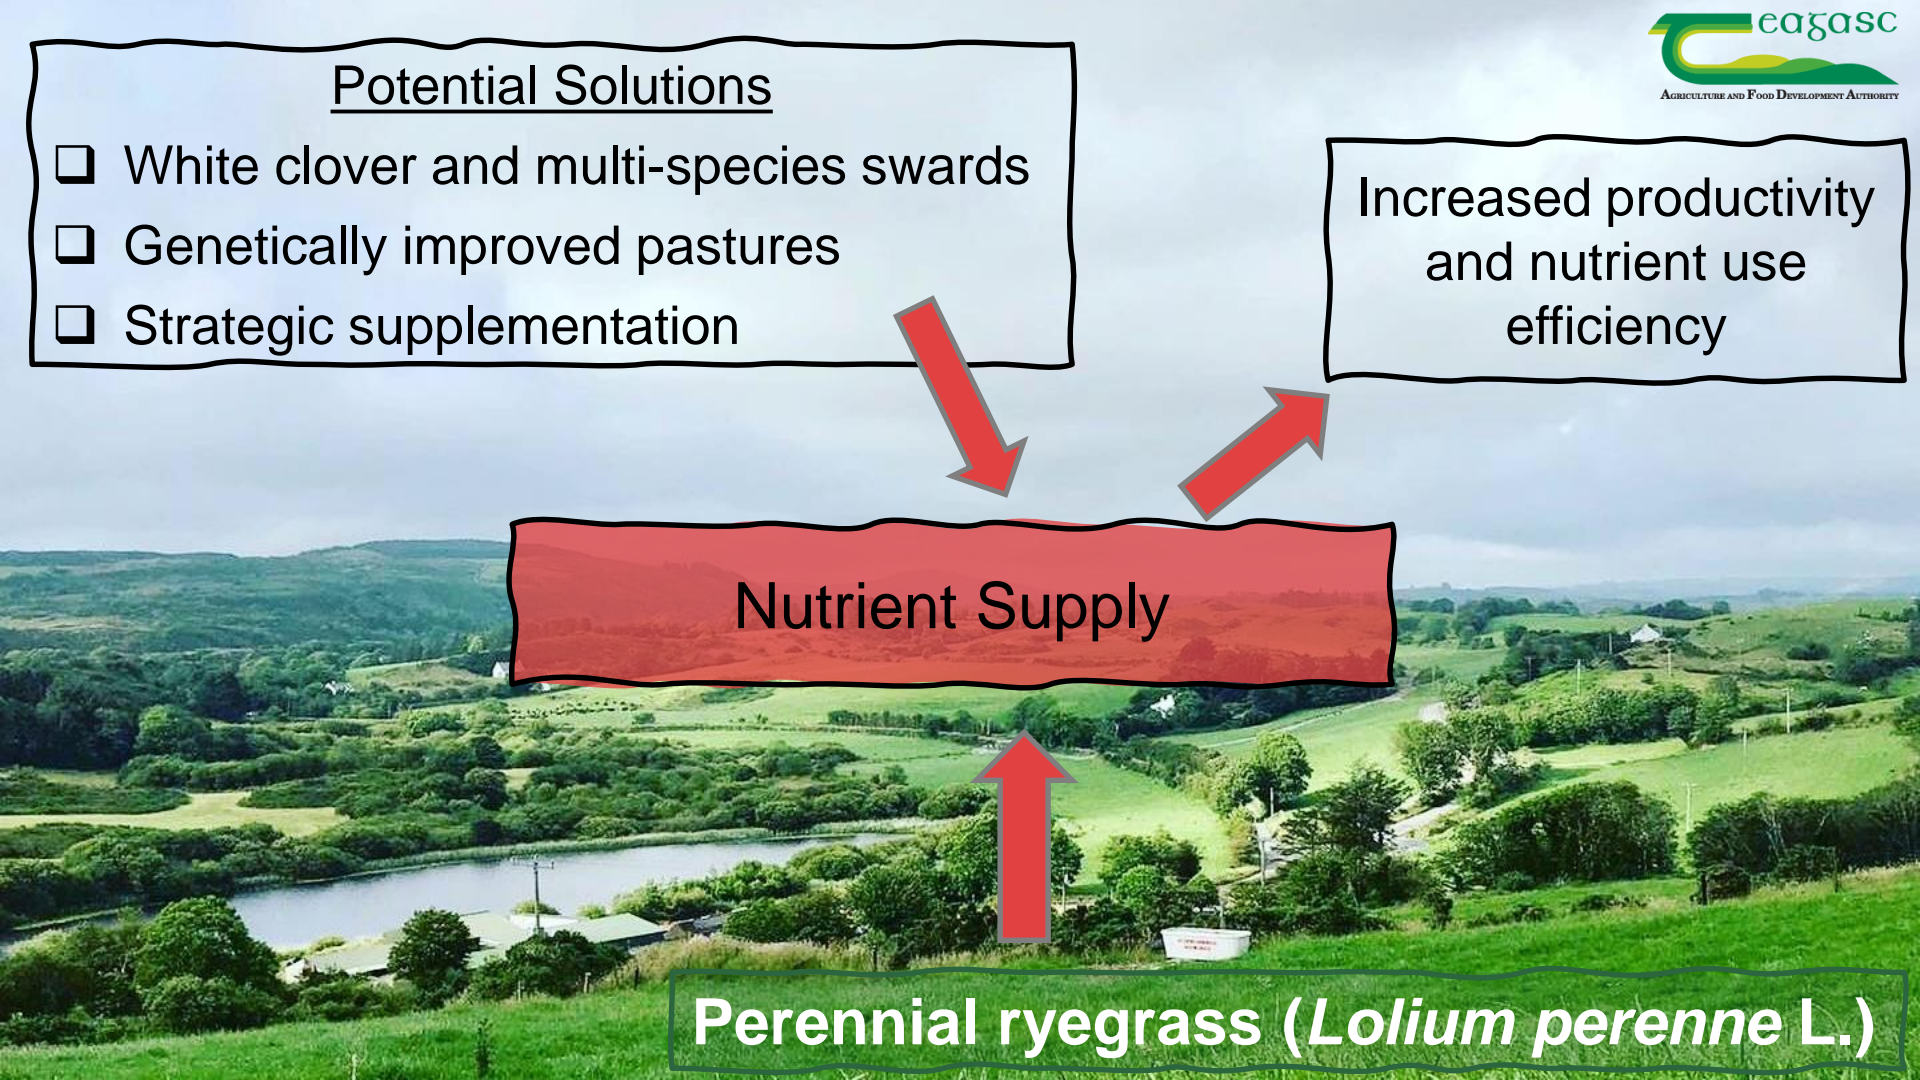 eagasc
AGRICULTURE AND FOOD DEVELOPMENT AUTHORITY
Potential Solutions
❑ White clover and multi-species swards
❑ Genetically improved pastures
❑ Strategic supplementation
Increased productivity
and nutrient use
efficiency
Nutrient Supply
Perennial ryegrass (Lolium perenne L.)